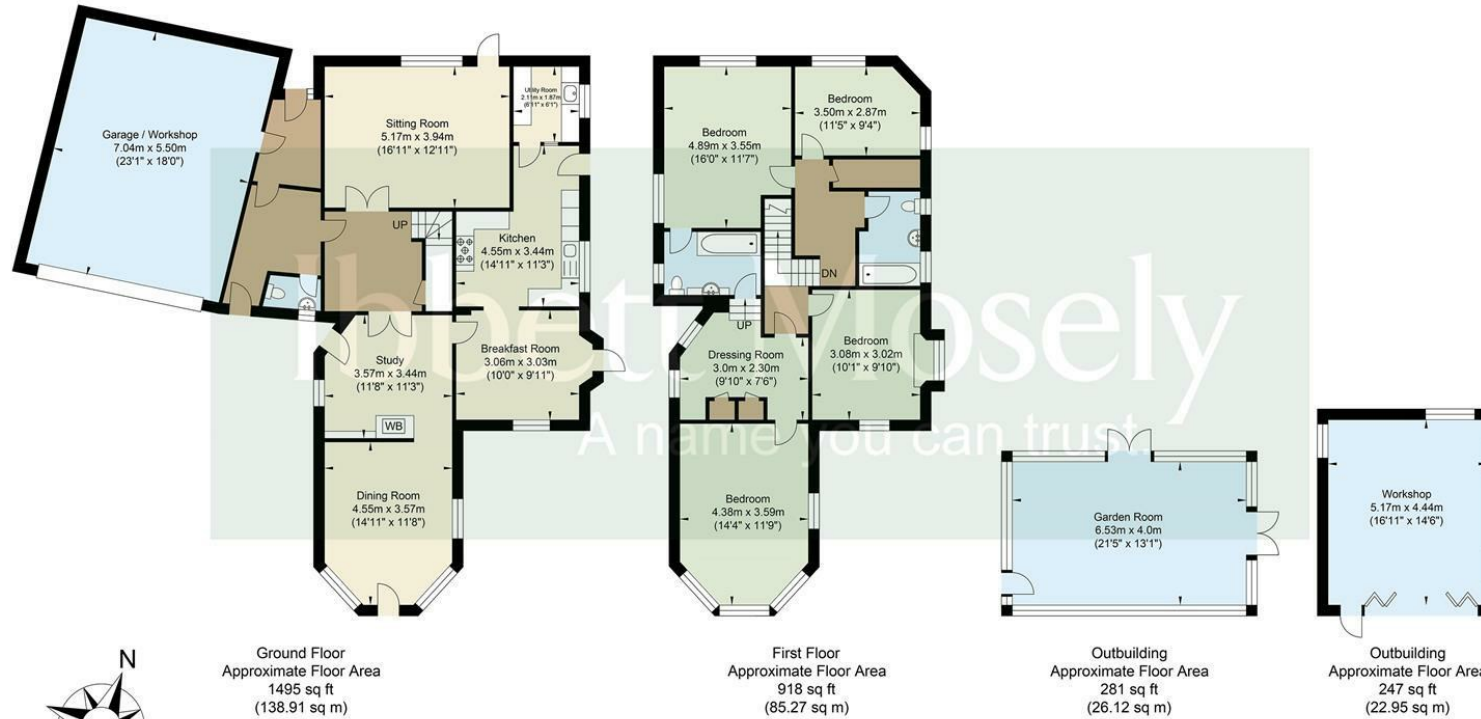 Garage / Workshop
7.04m x 5.50m
(23'1" x 18'0")
Sitting Room
5.17m x 3.94m
(16'11" x 12'11")
Utility Room
2.11m x 1.87m
(6'11" x 6'1")
UP
Kitchen
4.55m x 3.44m
(14'11" x 11'3")
Study
3.57m x 3.44m
(11'8" x 11'3")
WB
Breakfast Room
3.06m x 3.03m
(10'0" x 9'11")
Dining Room
4.55m x 3.57m
(14'11" x 11'8")
Bedroom
4.89m x 3.55m
(16'0" x 11'7")
Bedroom
3.50m x 2.87m
(11'5" x 9'4")
DN
UP
Dressing Room
3.0m x 2.30m
(9'10" x 7'6")
Bedroom
3.08m x 3.02m
(10'1" x 9'10")
Bedroom
4.38m x 3.59m
(14'4" x 11'9")
Garden Room
6.53m x 4.0m
(21'5" x 13'1")
Workshop
5.17m x 4.44m
(16'11" x 14'6")
Ibbett Mosely
A name you can trust.
N
Ground Floor
Approximate Floor Area
1495 sq ft
(138.91 sq m)
First Floor
Approximate Floor Area
918 sq ft
(85.27 sq m)
Outbuilding
Approximate Floor Area
281 sq ft
(26.12 sq m)
Outbuilding
Approximate Floor Area
247 sq ft
(22.95 sq m)